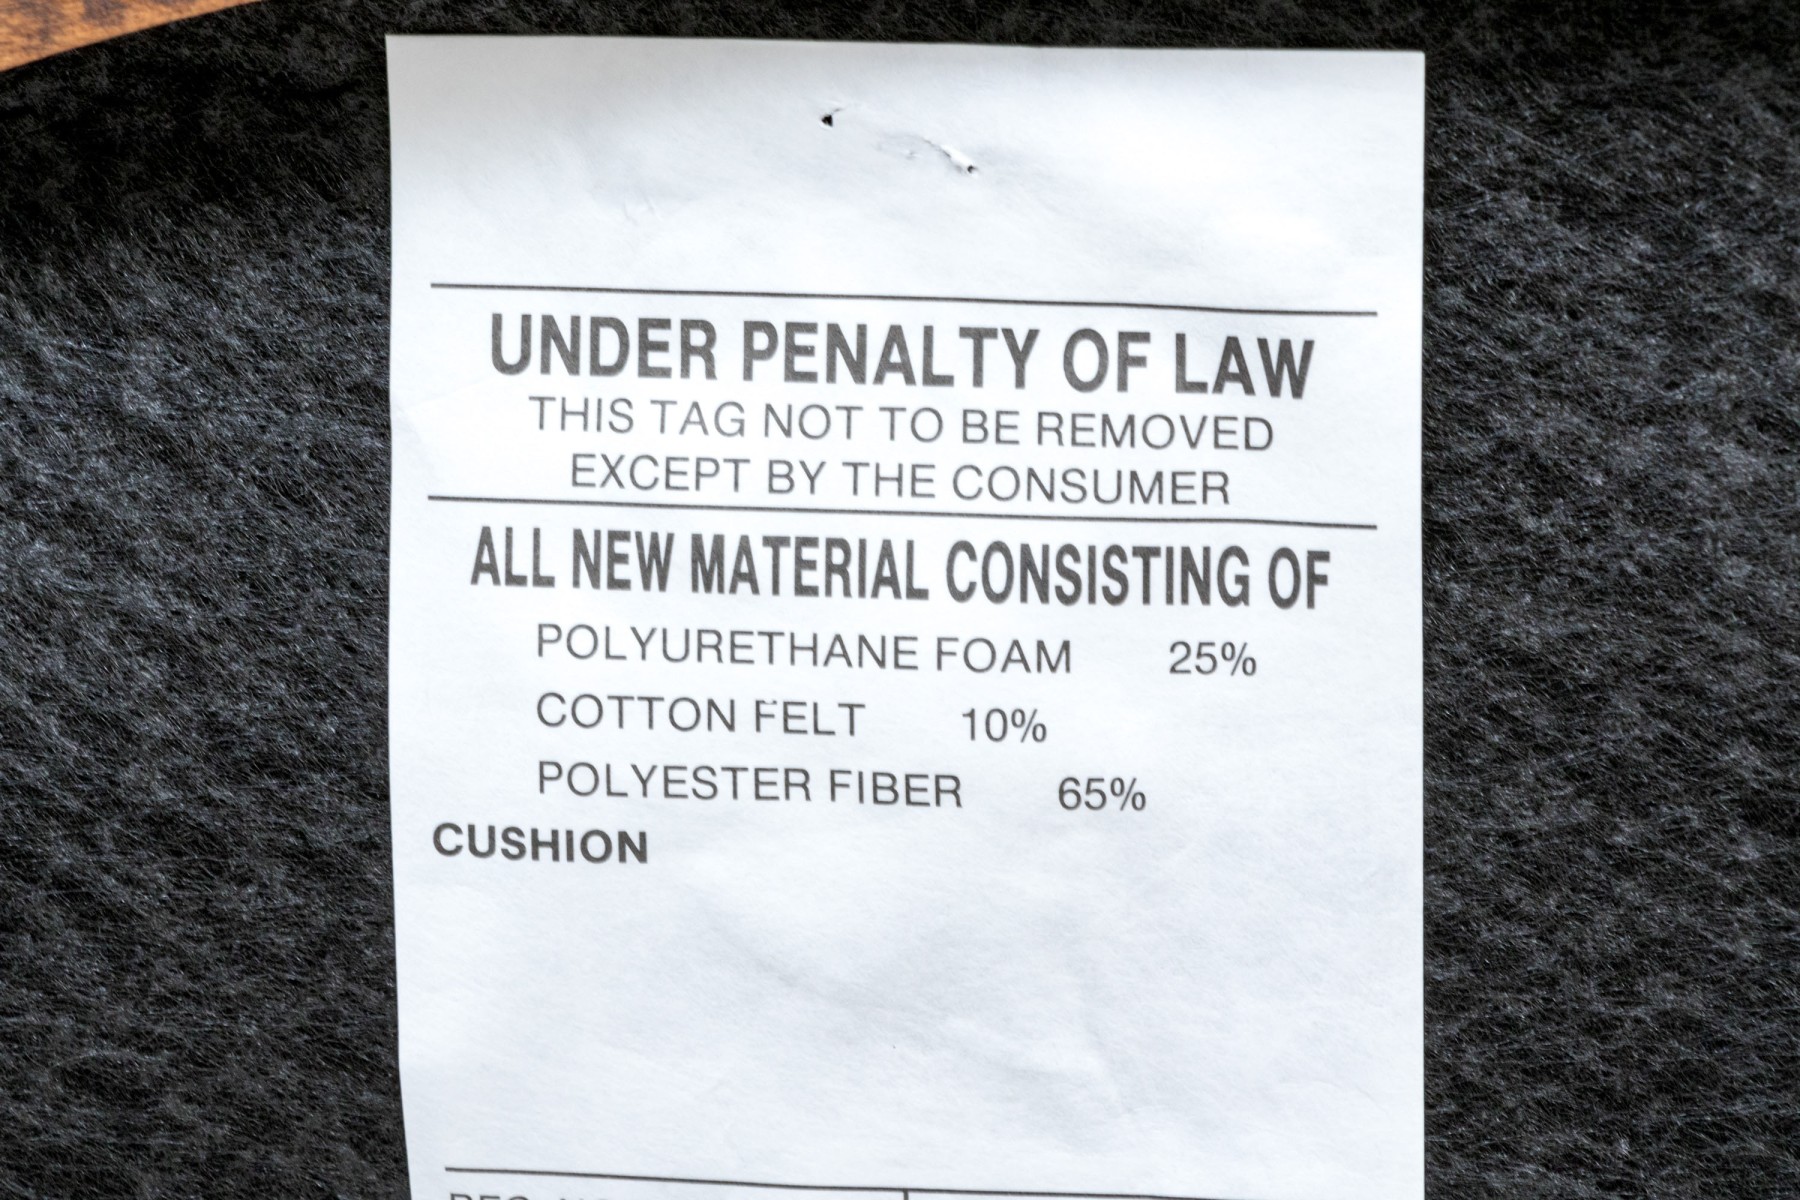 UNDER PENALTY OF LAW
THIS TAG NOT TO BE REMOVED
EXCEPT BY THE CONSUMER
ALL NEW MATERIAL CONSISTING OF
POLYURETHANE FOAM 25%
COTTON FELT 10%
POLYESTER FIBER 65%
CUSHION